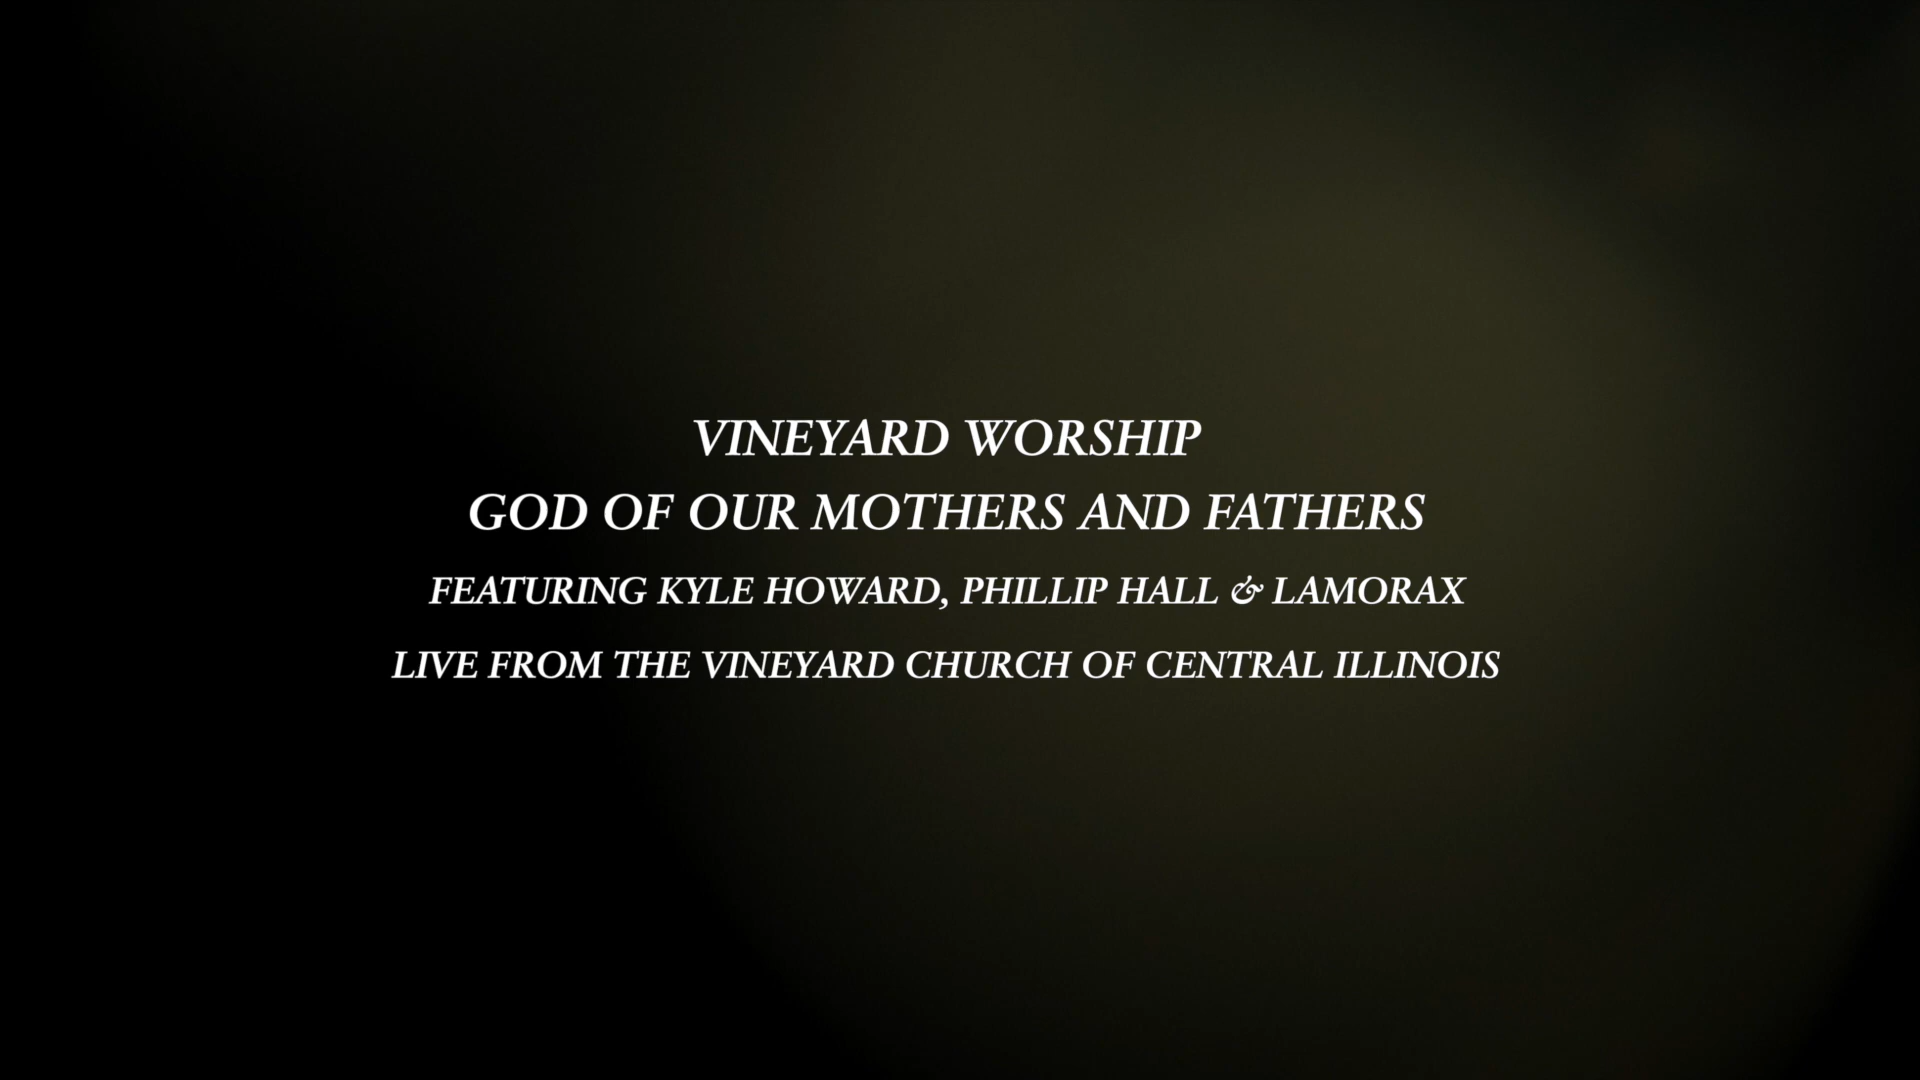 VINEYARD WORSHIP
GOD OF OUR MOTHERS AND FATHERS
FEATURING KYLE HOWARD, PHILLIP HALL & LAMORAX
LIVE FROM THE VINEYARD CHURCH OF CENTRAL ILLINOIS